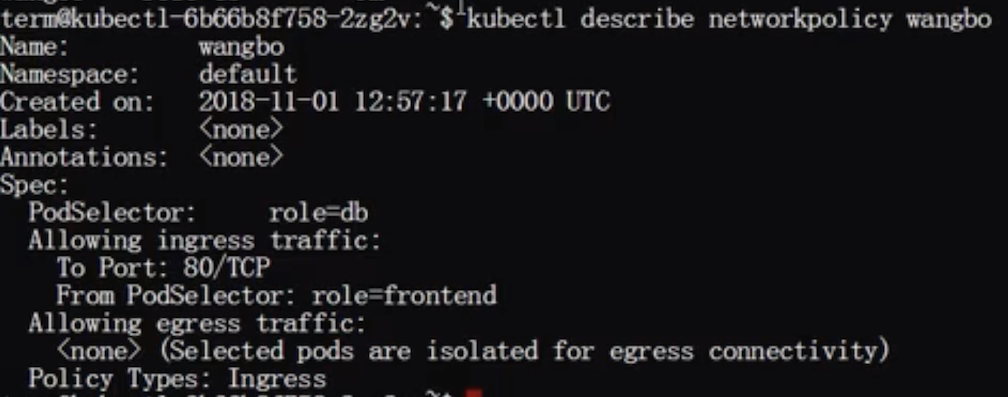 term@kubectl-6b66b8f758-2zg2v:~$ kubectl describe networkpolicy wangbo
Name: wangbo
Namespace: default
Created on: 2018-11-01 12:57:17 +0000 UTC
Labels: <none>
Annotations: <none>
Spec:
PodSelector: role=db
Allowing ingress traffic:
To Port: 80/TCP
From PodSelector: role=frontend
Allowing egress traffic:
<none> (Selected pods are isolated for egress connectivity)
Policy Types: Ingress